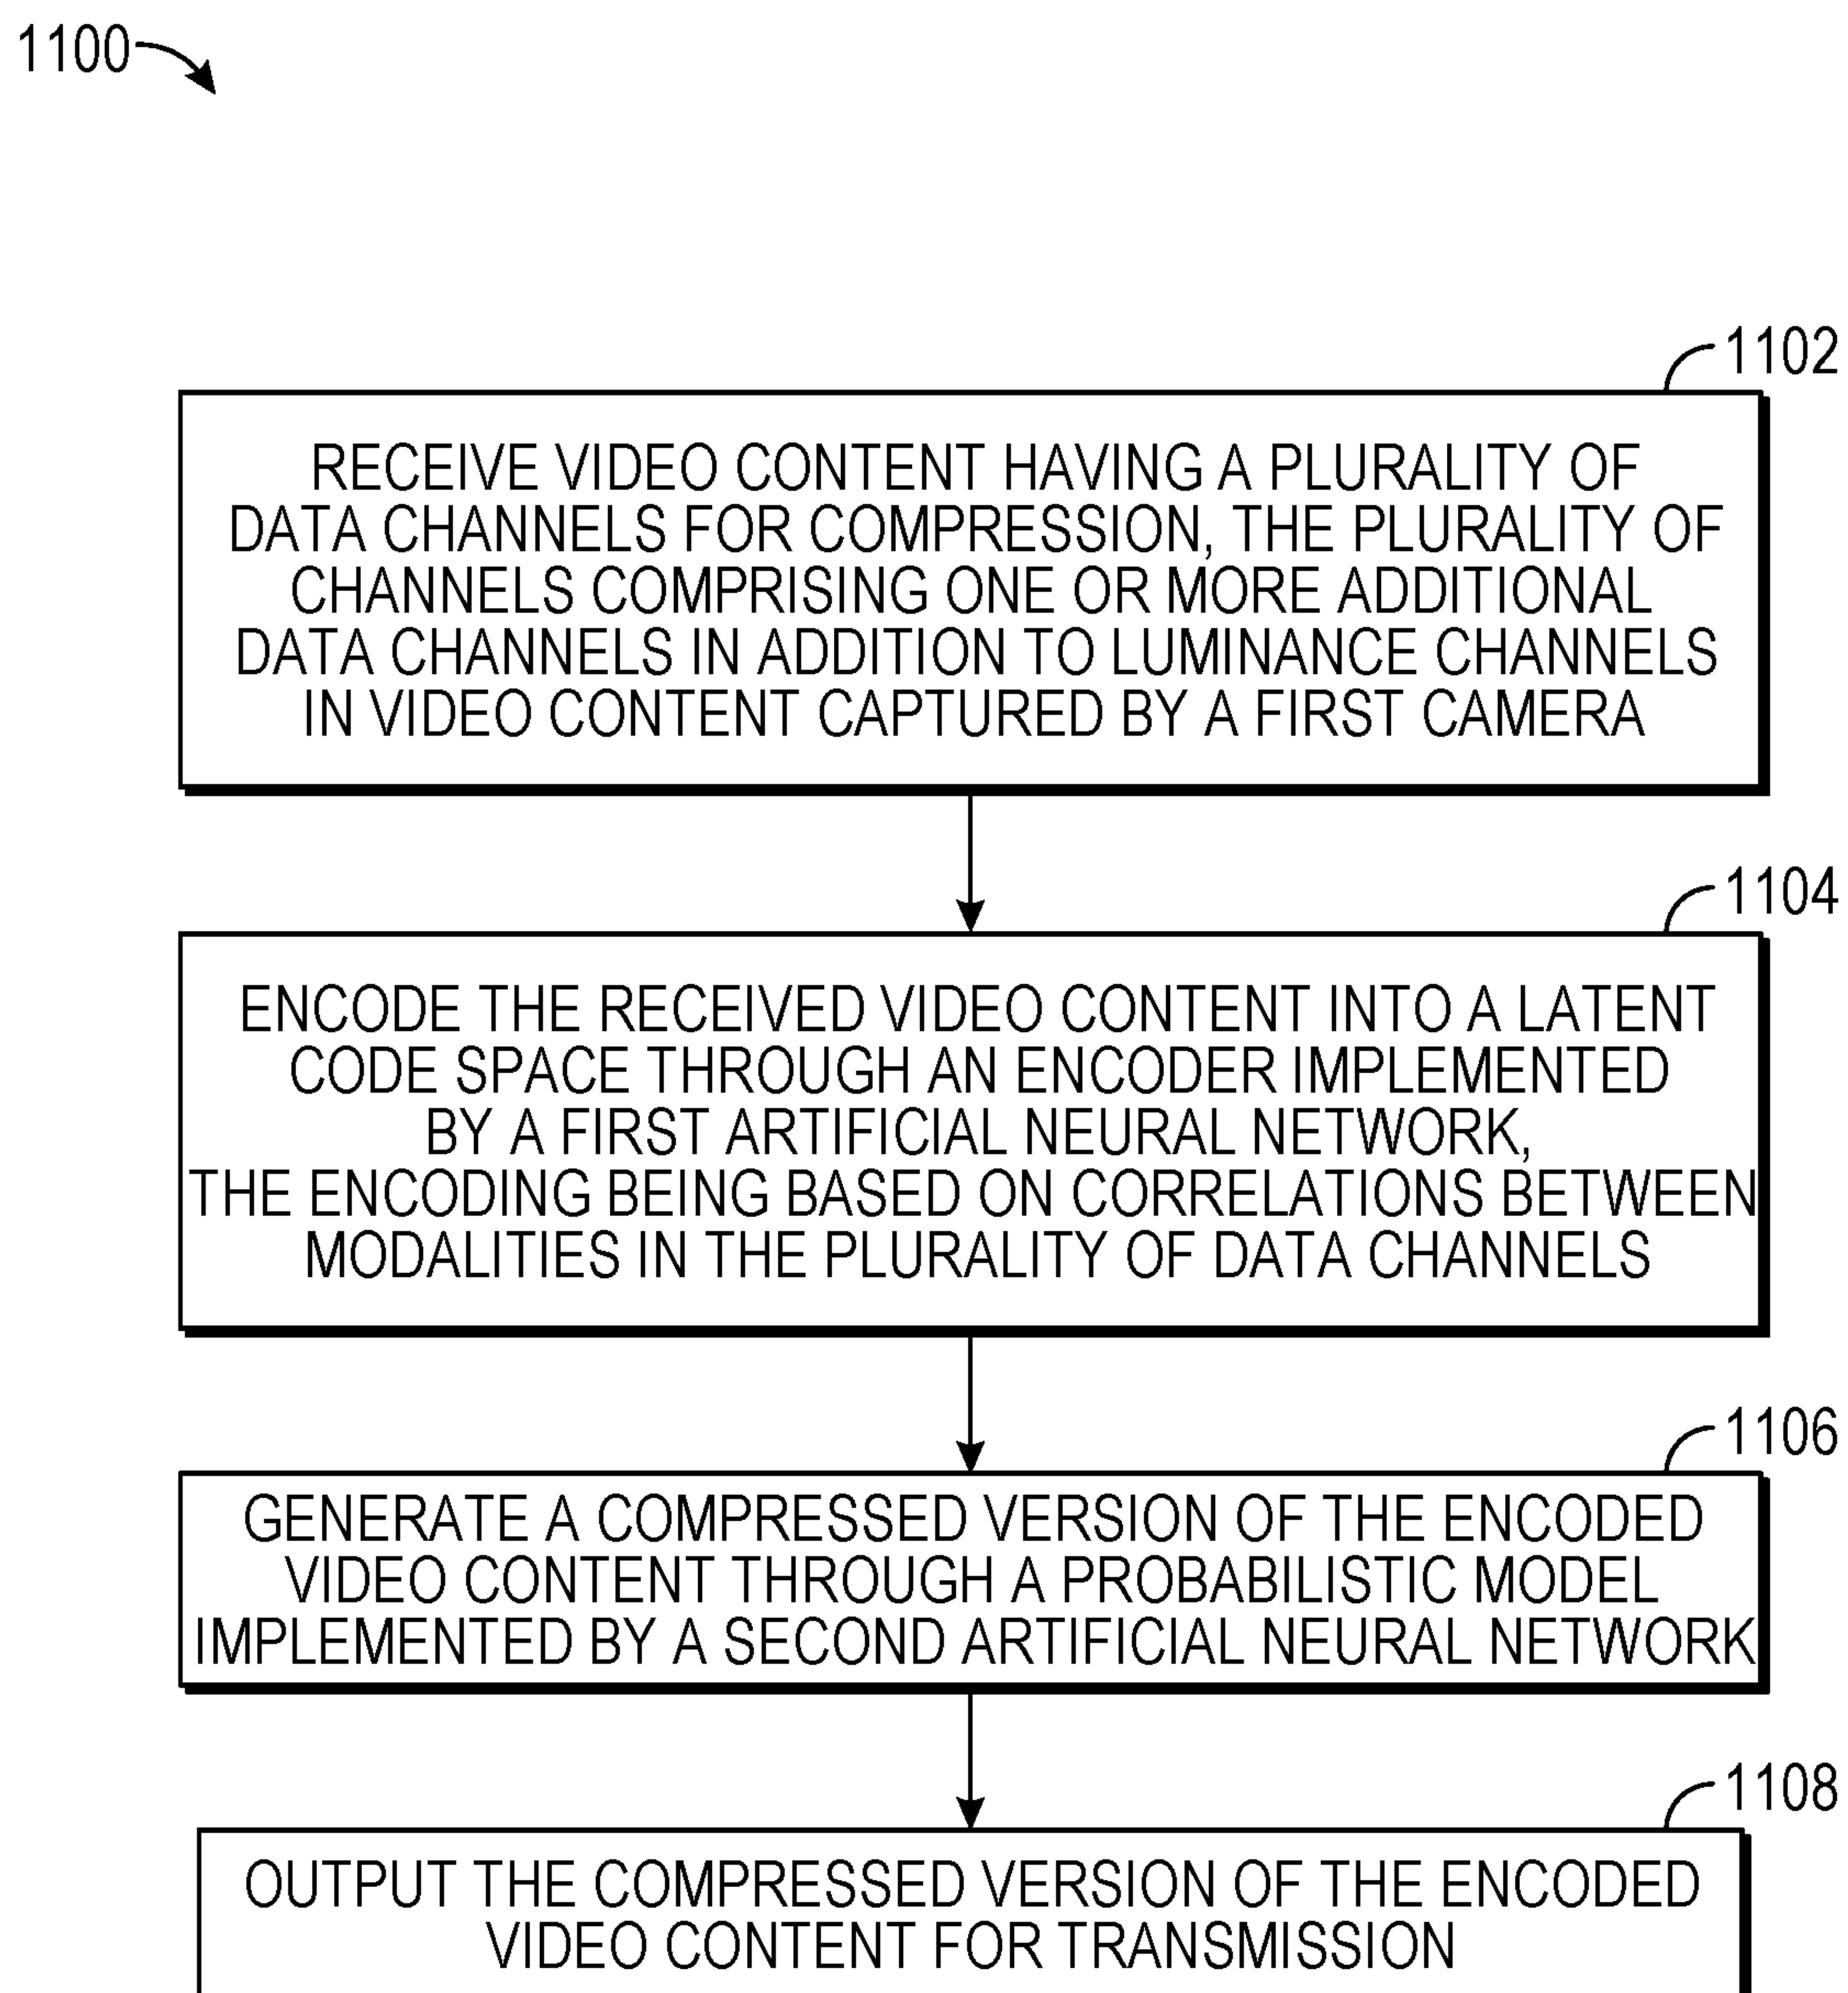 1100
1102
RECEIVE VIDEO CONTENT HAVING A PLURALITY OF
DATA CHANNELS FOR COMPRESSION, THE PLURALITY OF
CHANNELS COMPRISING ONE OR MORE ADDITIONAL
DATA CHANNELS IN ADDITION TO LUMINANCE CHANNELS
IN VIDEO CONTENT CAPTURED BY A FIRST CAMERA
1104
ENCODE THE RECEIVED VIDEO CONTENT INTO A LATENT
CODE SPACE THROUGH AN ENCODER IMPLEMENTED
BY A FIRST ARTIFICIAL NEURAL NETWORK,
THE ENCODING BEING BASED ON CORRELATIONS BETWEEN
MODALITIES IN THE PLURALITY OF DATA CHANNELS
1106
GENERATE A COMPRESSED VERSION OF THE ENCODED
VIDEO CONTENT THROUGH A PROBABILISTIC MODEL
IMPLEMENTED BY A SECOND ARTIFICIAL NEURAL NETWORK
1108
OUTPUT THE COMPRESSED VERSION OF THE ENCODED
VIDEO CONTENT FOR TRANSMISSION